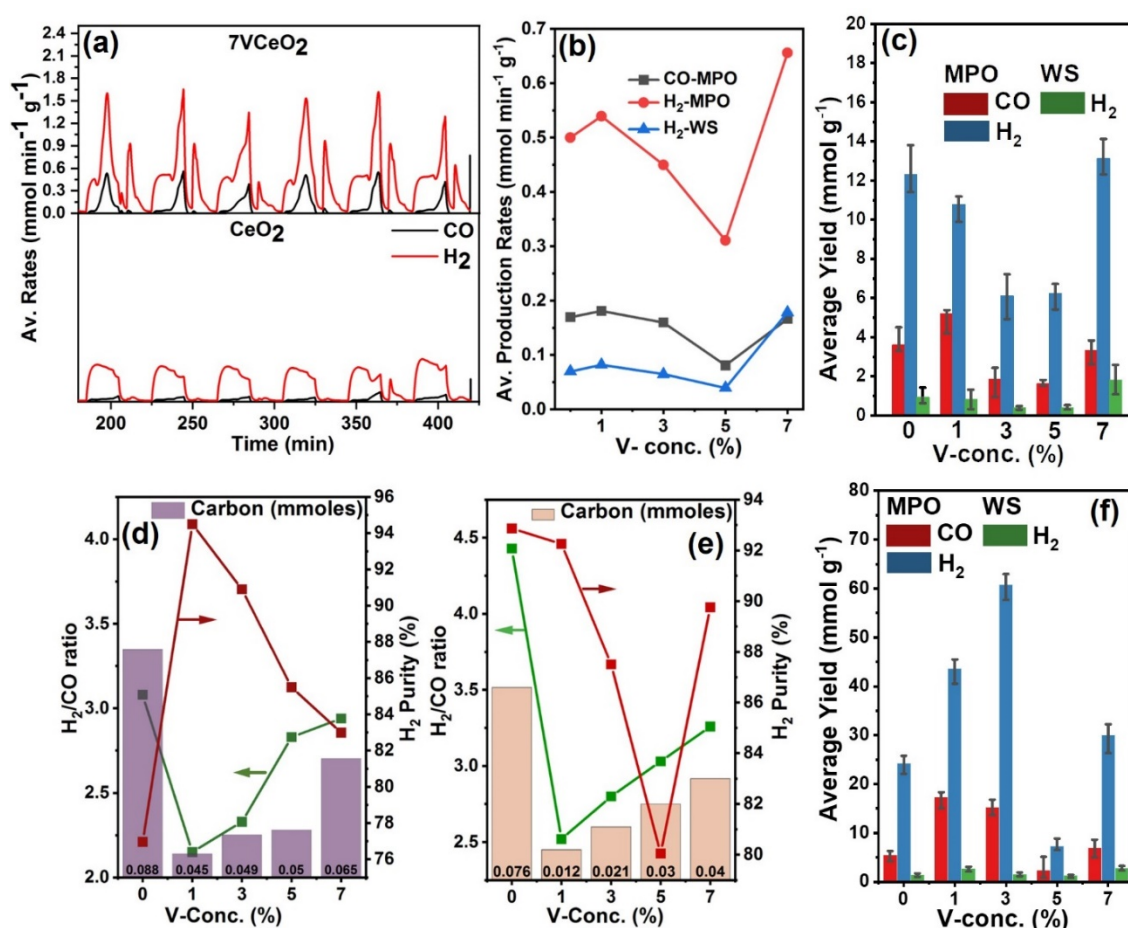 (a)
7VCeO2
2.4
2.1
1.8
1.5
1.2
0.9
0.6
0.3
0.0
CeO2
CO
H2
Av. Rates (mmol min-1 g-1)
200 250 300 350 400
Time (min)
(b)
0.7
0.6
0.5
0.4
0.3
0.2
0.1
0.0
CO-MPO
H2-MPO
H2-WS
Av. Production Rates (mmol min-1 g-1)
1 3 5 7
V- conc. (%)
(c)
20
18
16
14
12
10
8
6
4
2
0
MPO WS
CO H2
H2
Average Yield (mmol g-1)
0 1 3 5 7
V-conc. (%)
(d)
Carbon (mmoles)
4.0
3.5
3.0
2.5
2.0
H2/CO ratio
96
94
92
90
88
86
84
82
80
78
76
H2 Purity (%)
0.088 0.045 0.049 0.05 0.065
0 1 3 5 7
V-Conc. (%)
(e)
Carbon (mmoles)
4.5
4.0
3.5
3.0
2.5
H2/CO ratio
94
92
90
88
86
84
82
80
H2 Purity (%)
0.076 0.012 0.021 0.03 0.04
0 1 3 5 7
V-Conc. (%)
(f)
80
70
60
50
40
30
20
10
0
MPO WS
CO H2
H2
Average Yield (mmol g-1)
0 1 3 5 7
V-conc. (%)